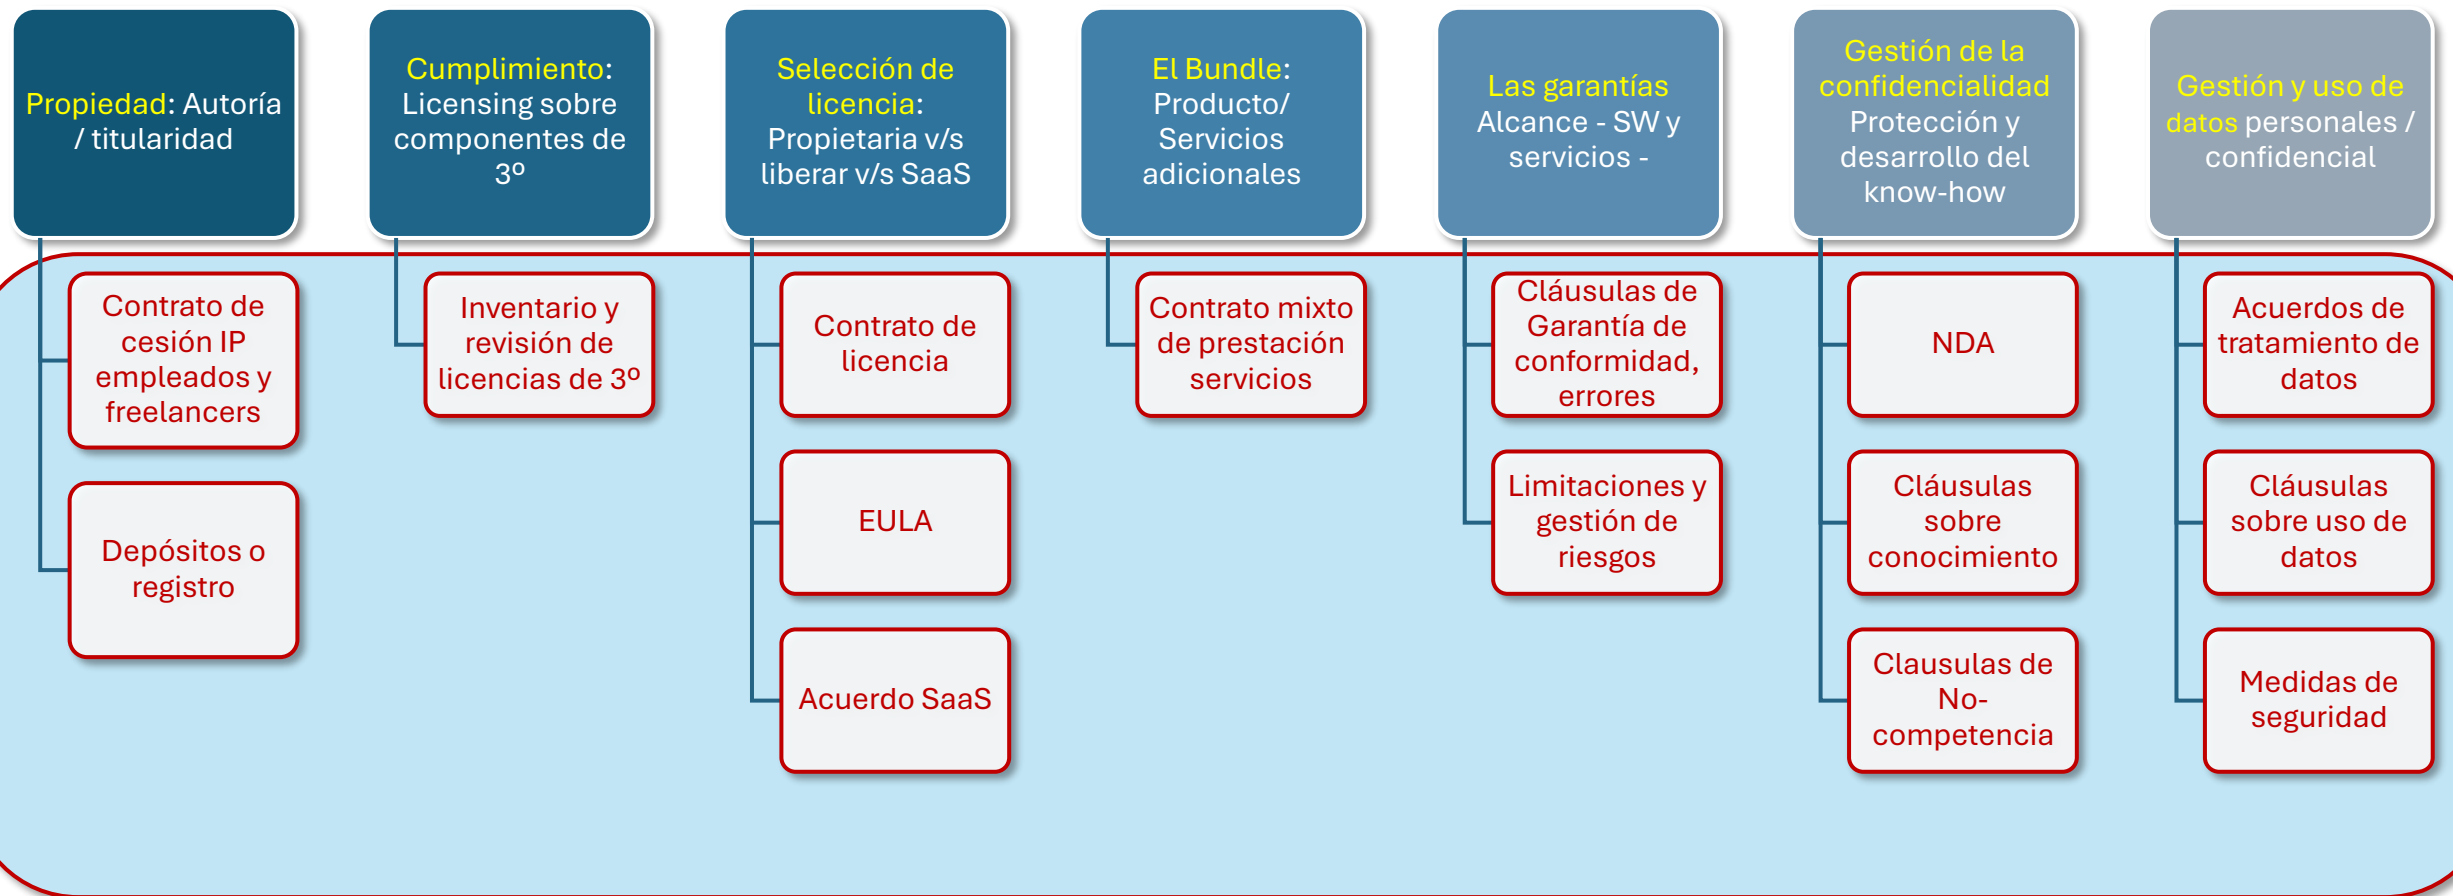 Propiedad: Autoría
/ titularidad
Contrato de
cesión IP
empleados y
freelancers
Depósitos o
registro
Cumplimiento:
Licensing sobre
componentes de
3º
Inventario y
revisión de
licencias de 3º
Selección de
licencia:
Propietaria v/s
liberar v/s SaaS
Contrato de
licencia
EULA
Acuerdo SaaS
El Bundle:
Producto/
Servicios
adicionales
Contrato mixto
de prestación
servicios
Las garantías
Alcance - SW y
servicios -
Cláusulas de
Garantía de
conformidad,
errores
Limitaciones y
gestión de
riesgos
Gestión de la
confidencialidad
Protección y
desarrollo del
know-how
NDA
Cláusulas
sobre
conocimiento
Clausulas de
No-
competencia
Gestión y uso de
datos personales /
confidencial
Acuerdos de
tratamiento de
datos
Cláusulas
sobre uso de
datos
Medidas de
seguridad